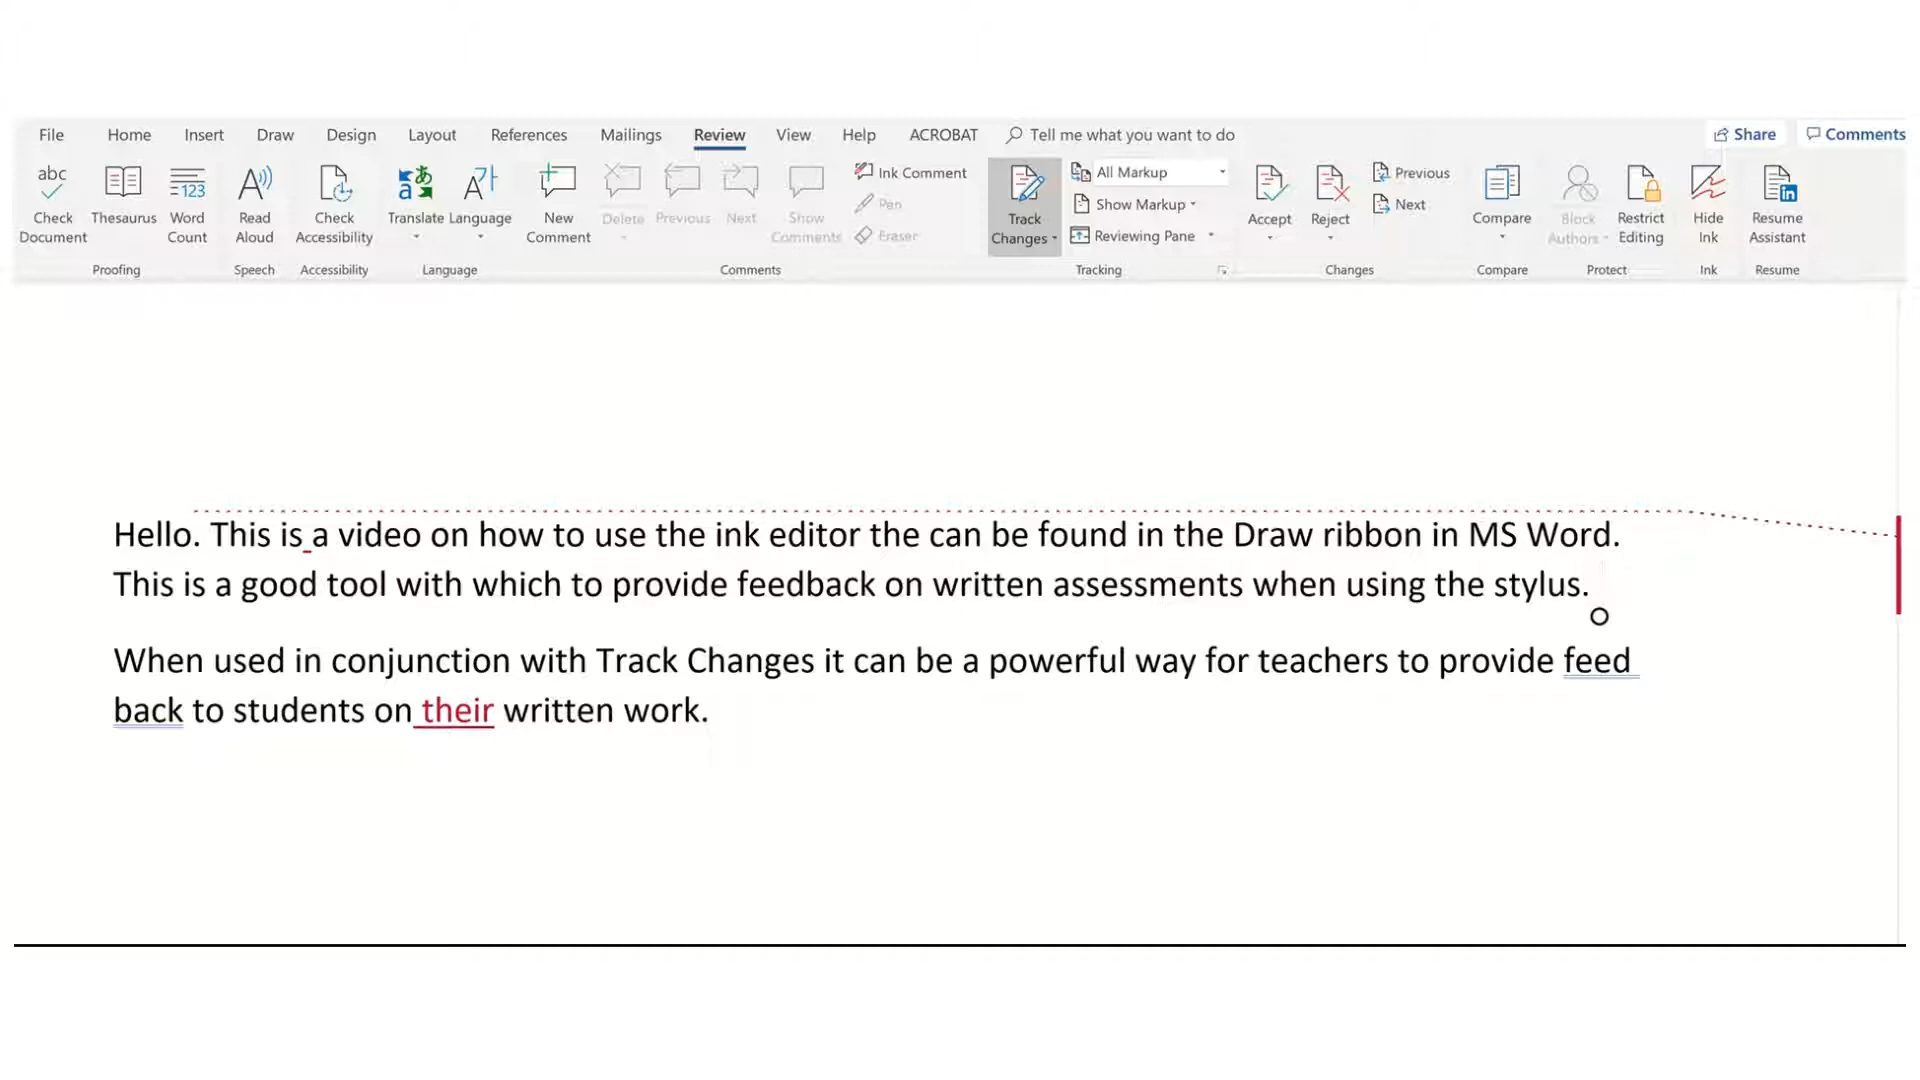 File Home Insert Draw Design Layout References Mailings Review View Help ACROBAT Tell me what you want to do Share Comments
abc Check Document
Thesaurus
123 Word Count
Proofing
Read Aloud
Speech
Check Accessibility
Accessibility
Translate
Language
Language
New Comment
Delete
Previous
Next
Show Comments
Ink Comment
Pen
Eraser
Comments
Track Changes
All Markup
Show Markup
Reviewing Pane
Tracking
Accept
Reject
Previous
Next
Changes
Compare
Compare
Block Authors
Restrict Editing
Protect
Hide Ink
Ink
in
Resume Assistant
Resume
Hello. This is a video on how to use the ink editor the can be found in the Draw ribbon in MS Word.
This is a good tool with which to provide feedback on written assessments when using the stylus.
When used in conjunction with Track Changes it can be a powerful way for teachers to provide feed
back to students on their written work.